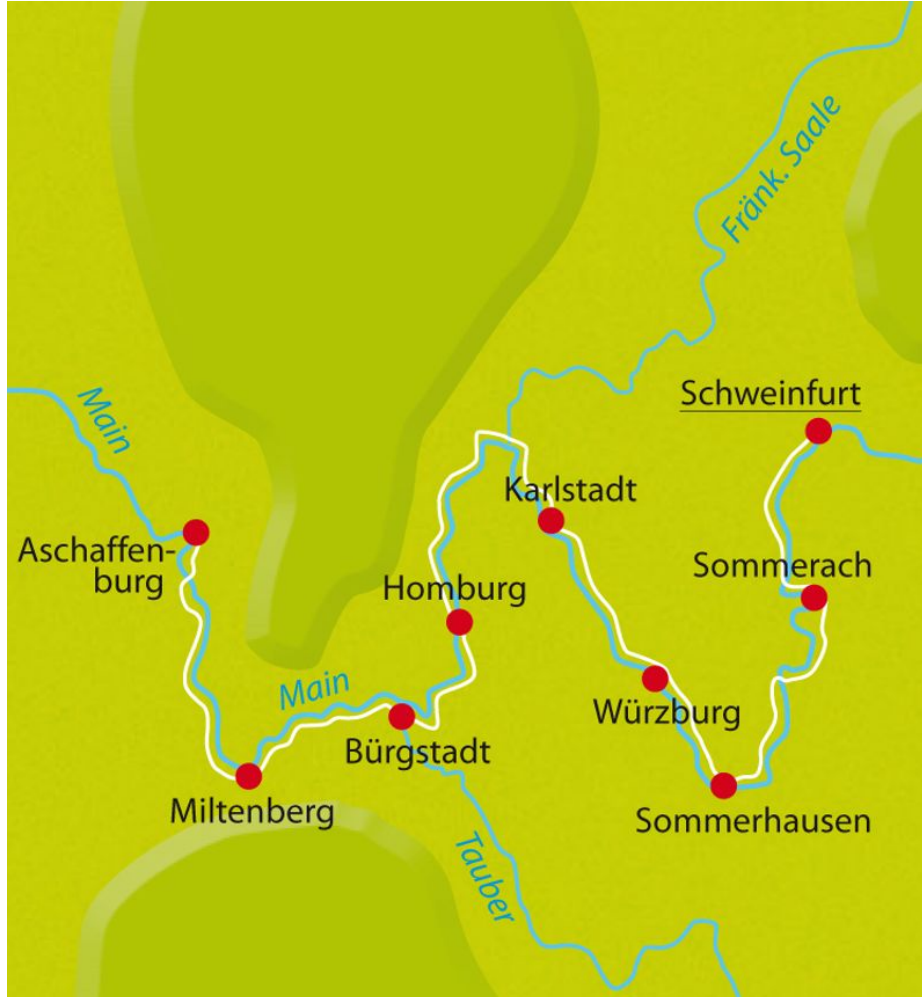 Fränk. Saale
Main
Schweinfurt
Karlstadt
Aschaffen-
burg
Sommerach
Homburg
Main
Würzburg
Bürgstadt
Miltenberg
Sommerhausen
Tauber